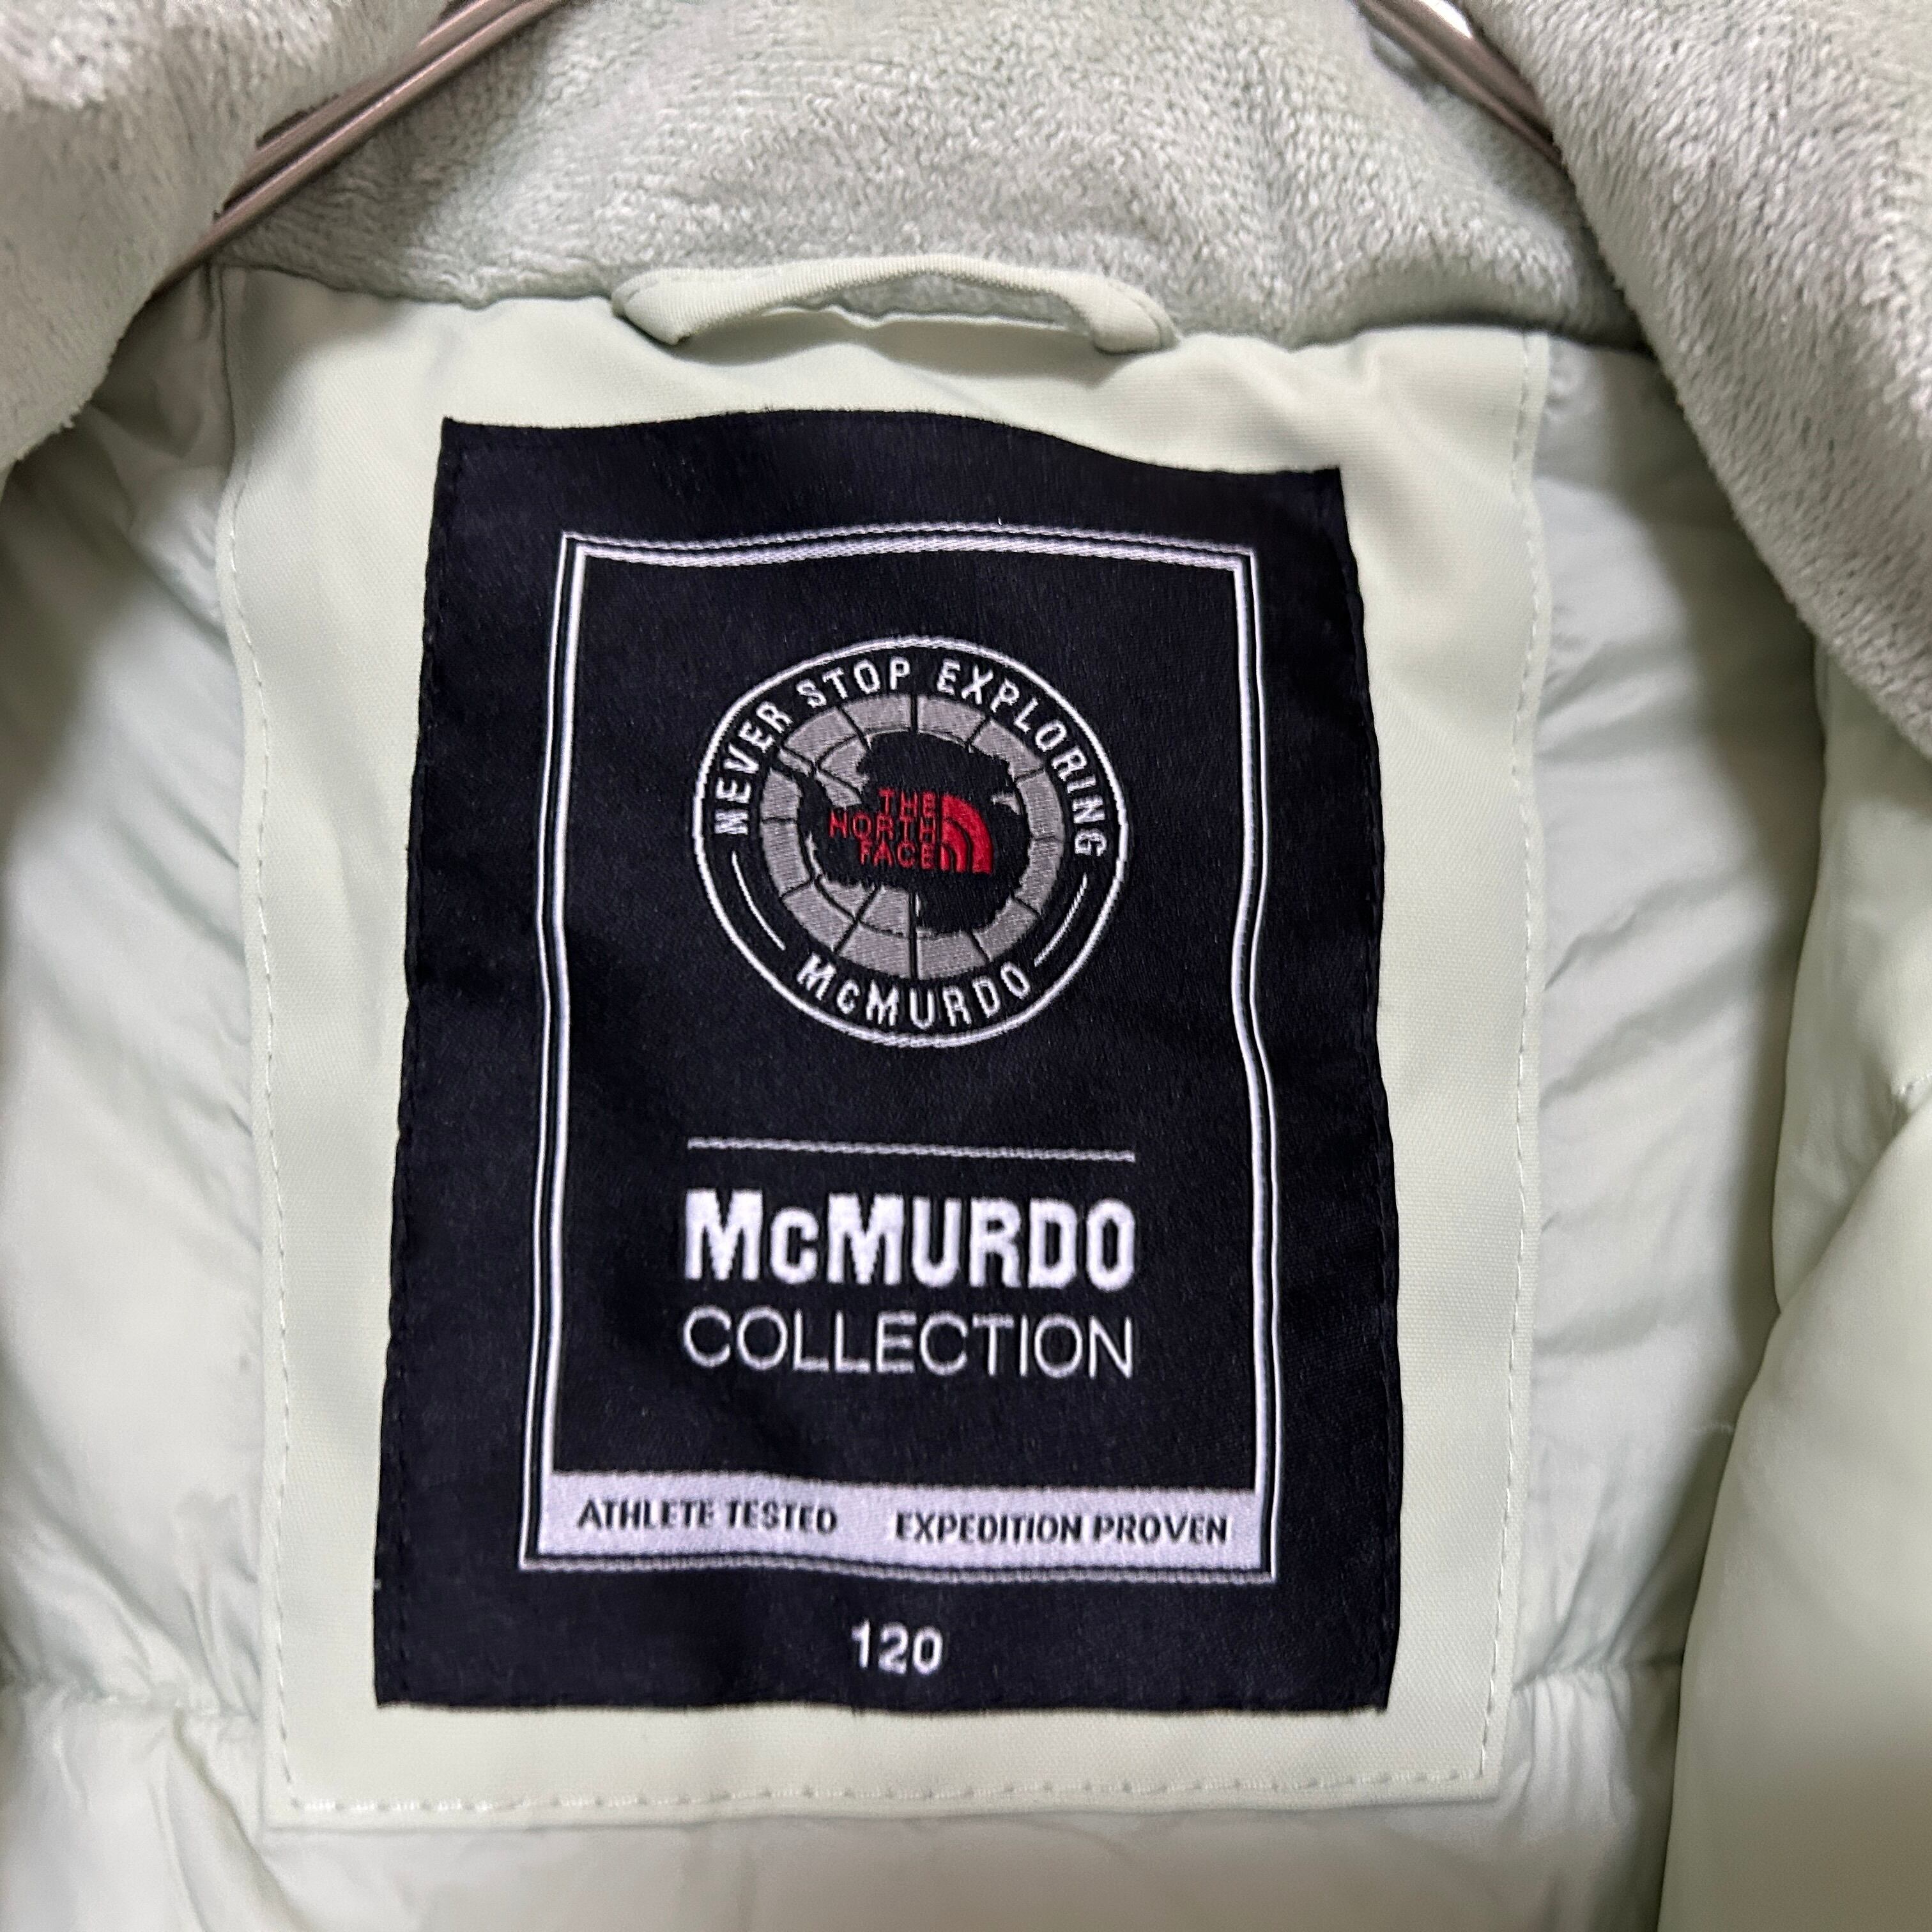 NEVER STOP EXPLORING
THE
NORTH
FACE
McMURDO
McMURDO
COLLECTION
ATHLETE TESTED EXPEDITION PROVEN
120